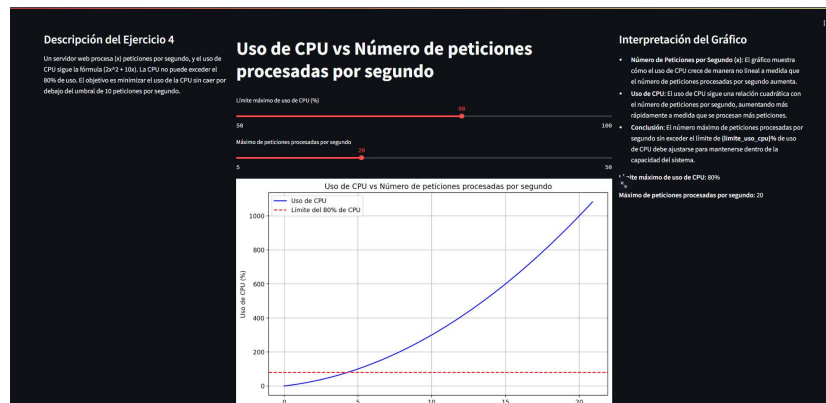 Descripción del Ejercicio 4
Un servidor web procesa (x) peticiones por segundo, y el uso de
CPU sigue la fórmula (2x^2 + 10x). La CPU no puede exceder el
80% de uso. El objetivo es minimizar el uso de la CPU sin caer por
debajo del umbral de 10 peticiones por segundo.
Uso de CPU vs Número de peticiones
procesadas por segundo
Límite máximo de uso de CPU (%)
80
50
100
Máximo de peticiones procesadas por segundo
20
5
50
Uso de CPU vs Número de peticiones procesadas por segundo
Uso de CPU
Límite del 80% de CPU
Uso de CPU (%)
1000
800
600
400
200
0
0
5
10
15
20
Interpretación del Gráfico
Número de Peticiones por Segundo (x): El gráfico muestra
cómo el uso de CPU crece de manera no lineal a medida que
el número de peticiones procesadas por segundo aumenta.
Uso de CPU: El uso de CPU sigue una relación cuadrática con
el número de peticiones por segundo, aumentando más
rápidamente a medida que se procesan más peticiones.
Conclusión: El número máximo de peticiones procesadas por
segundo sin exceder el límite de {limite_uso_cpu}% de uso
de CPU debe ajustarse para mantenerse dentro de la
capacidad del sistema.
máximo de uso de CPU: 80%
Máximo de peticiones procesadas por segundo: 20